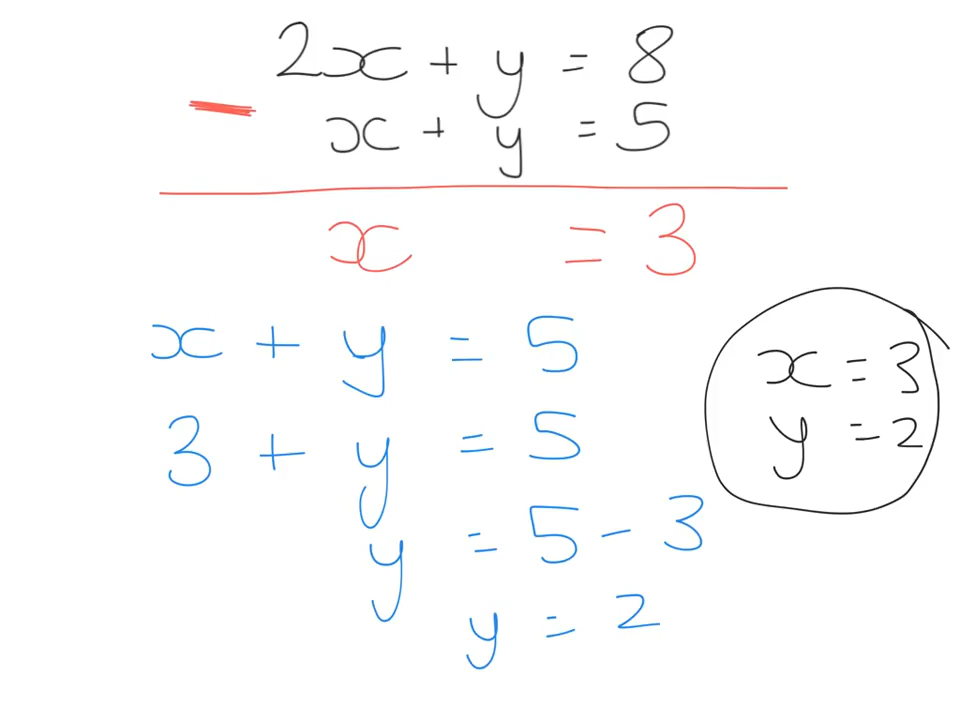 2x + y = 8
−
x + y = 5
x = 3
x + y = 5
3 + y = 5
y = 5 - 3
y = 2
x = 3
y = 2